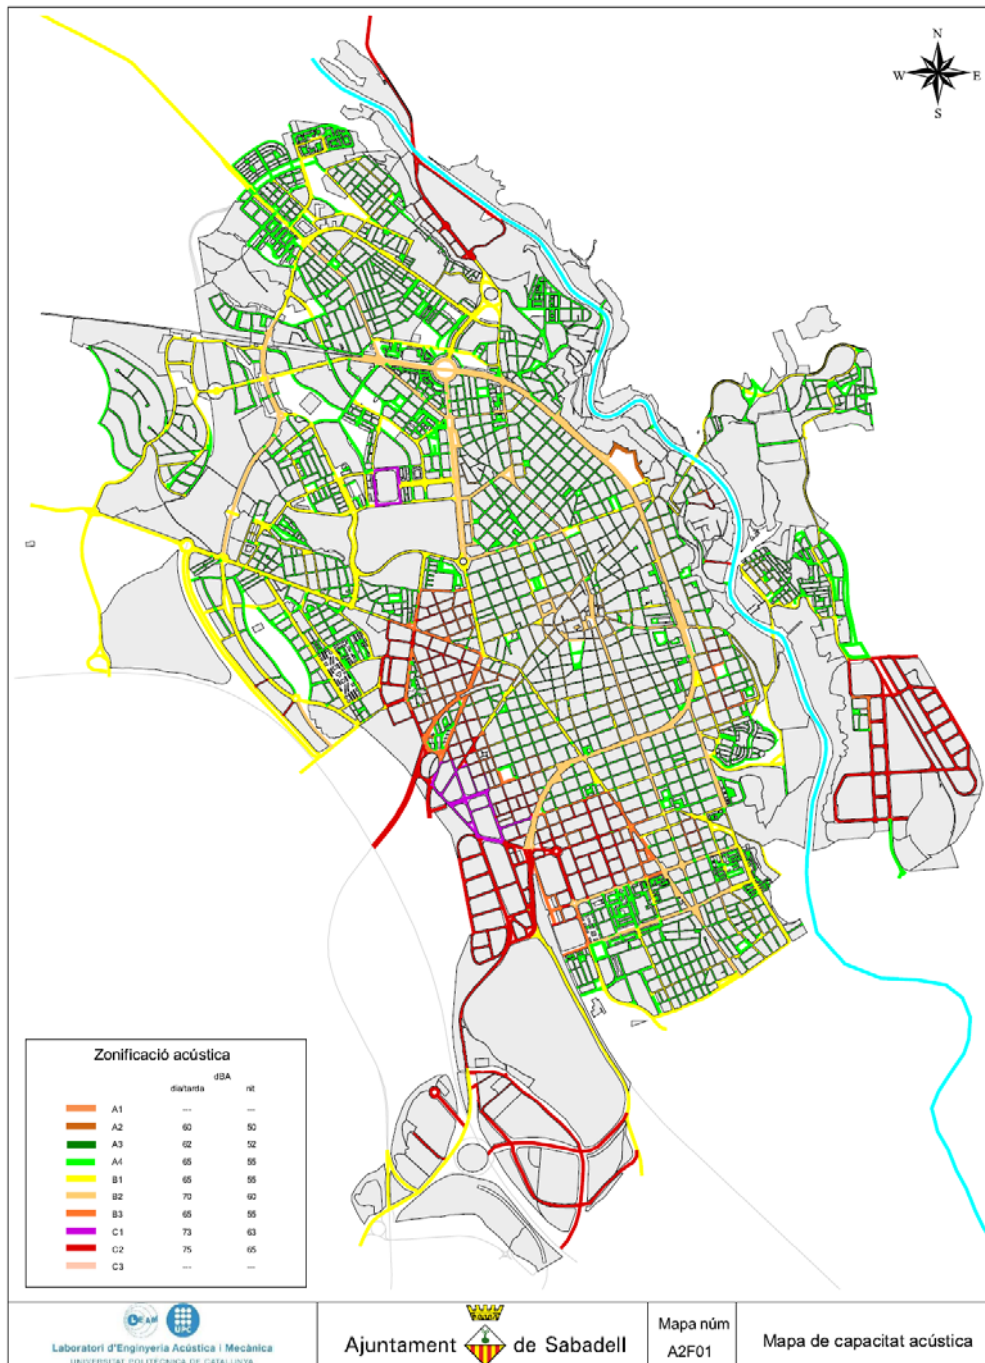 N
W E
S
Zonificació acústica
dBA
dia/tarda nit
A1 --- ---
A2 60 50
A3 62 52
A4 65 55
B1 65 55
B2 70 60
B3 65 55
C1 73 63
C2 75 65
C3 --- ---
LEAM UPC
Laboratori d'Enginyeria Acústica i Mecànica
UNIVERSITAT POLITÈCNICA DE CATALUNYA
Ajuntament de Sabadell
Mapa núm
A2F01
Mapa de capacitat acústica